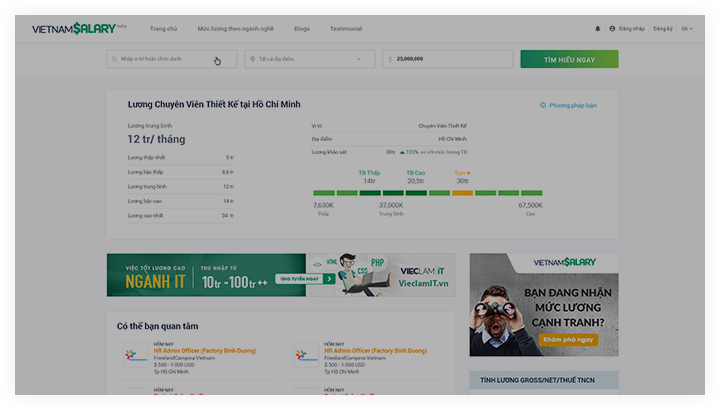 VIETNAMSALARY beta
Trang chủ
Mức lương theo ngành nghề
Blogs
Testimonial
Đăng nhập
Đăng ký
EN
Nhập vị trí hoặc chức danh
Tất cả địa điểm
25,000,000
TÌM HIỂU NGAY
Lương Chuyên Viên Thiết Kế tại Hồ Chí Minh
Phương pháp luận
Lương trung bình
12 tr/ tháng
Lương thấp nhất 5 tr
Lương bậc thấp 9,6 tr
Lương trung bình 12 tr
Lương bậc cao 14 tr
Lương cao nhất 34 tr
Vị trí Chuyên Viên Thiết Kế
Địa điểm Hồ Chí Minh
Lương khảo sát 30tr 123% so với mức lương TB
TB Thấp TB Cao Bạn
14tr 20,5tr 30tr
7,630K 37,000K 67,500K
Thấp Trung bình Cao
VIỆC TỐT LƯƠNG CAO
NGÀNH IT
THU NHẬP TỪ
10tr -100tr++
ỨNG TUYỂN NGAY
</> HTML CSS PHP
VIECLAM iT
VieclamIT.vn
VIETNAMSALARY
BẠN ĐANG NHẬN
MỨC LƯƠNG
CẠNH TRANH?
Khám phá ngay
Có thể bạn quan tâm
HÔM NAY
HR Admin Officer (Factory Binh Duong)
FreelandCampma Vietnam
$ 500 - 1.000 USD
Tp Hồ Chí Minh
HÔM NAY
HR Admin Officer (Factory Binh Duong)
FreelandCampma Vietnam
$ 500 - 1.000 USD
Tp Hồ Chí Minh
TÍNH LƯƠNG GROSS/NET/THUẾ TNCN